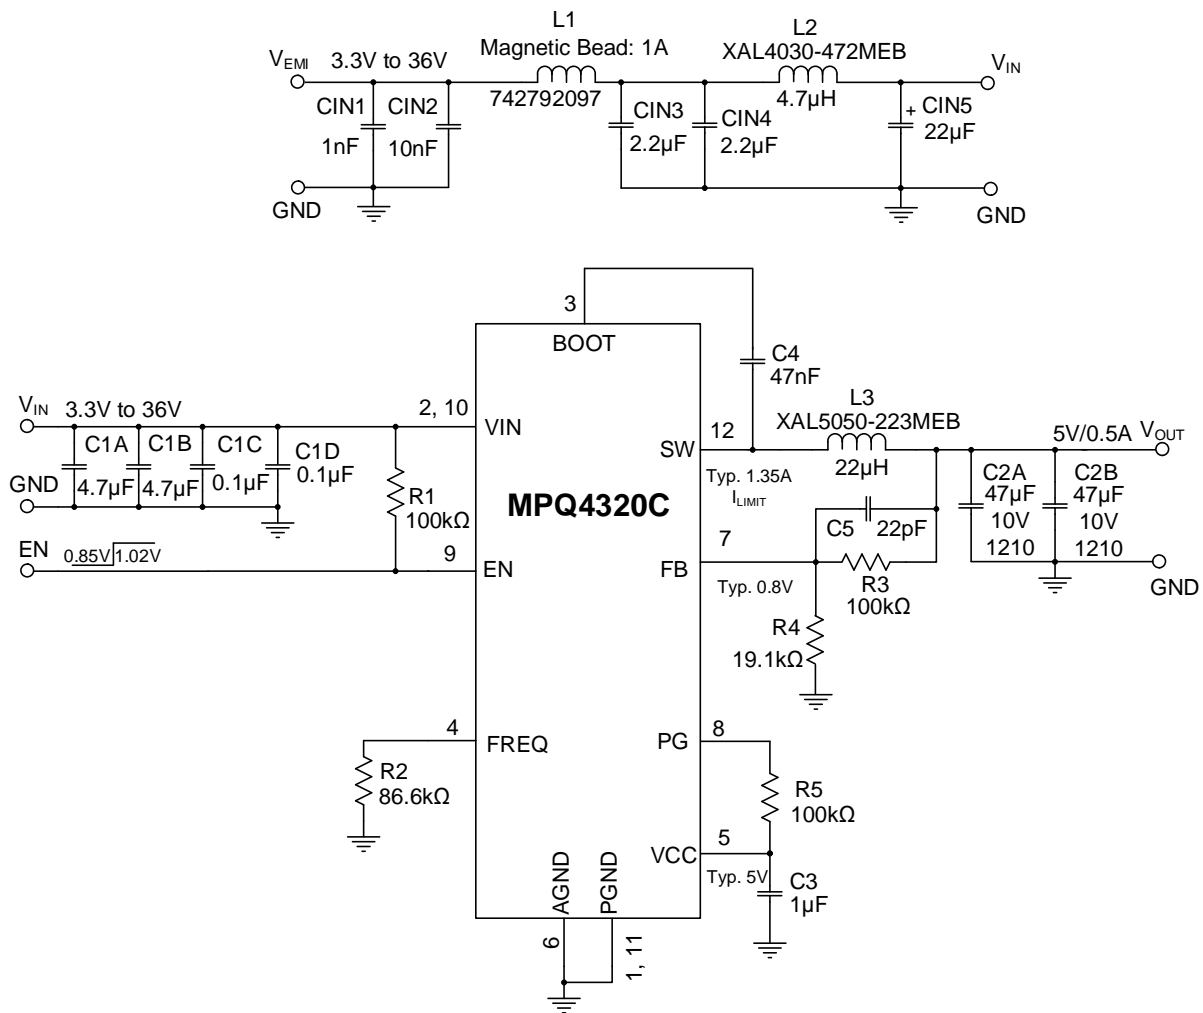 L1
Magnetic Bead: 1A
742792097
L2
XAL4030-472MEB
4.7µH
VEMI
3.3V to 36V
VIN
CIN1
1nF
CIN2
10nF
CIN3
2.2µF
CIN4
2.2µF
+
CIN5
22µF
GND
GND
3
BOOT
C4
47nF
VIN
3.3V to 36V
2, 10
VIN
C1A
4.7µF
C1B
4.7µF
C1C
0.1µF
C1D
0.1µF
GND
R1
100kΩ
EN
0.85V
1.02V
9
EN
MPQ4320C
SW
12
Typ. 1.35A
ILIMIT
L3
XAL5050-223MEB
22µH
5V/0.5A
VOUT
C2A
47µF
10V
1210
C2B
47µF
10V
1210
GND
C5
22pF
7
FB
Typ. 0.8V
R3
100kΩ
R4
19.1kΩ
4
FREQ
R2
86.6kΩ
PG
8
R5
100kΩ
VCC
5
Typ. 5V
C3
1µF
AGND
PGND
6
1, 11